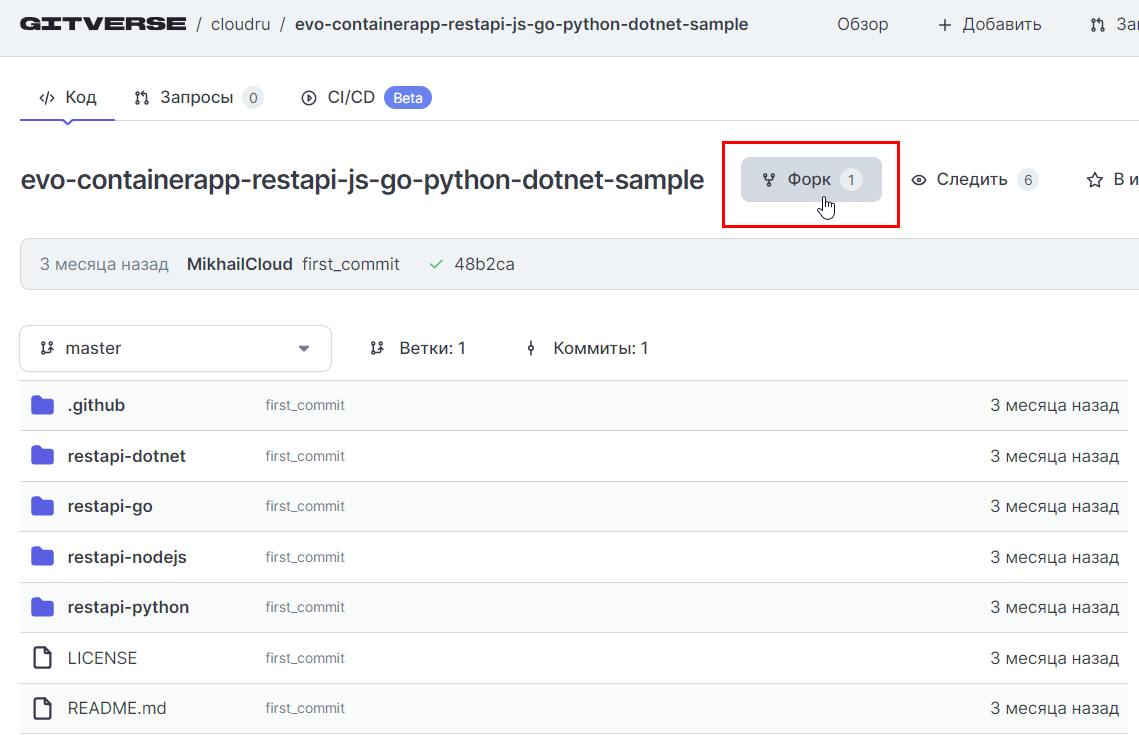 GITVERSE / cloudru / evo-containerapp-restapi-js-go-python-dotnet-sample Обзор + Добавить
Код Запросы 0 CI/CD Beta
evo-containerapp-restapi-js-go-python-dotnet-sample Форк 1 Следить 6
3 месяца назад MikhailCloud first_commit 48b2ca
master Ветки: 1 Коммиты: 1
.github first_commit 3 месяца назад
restapi-dotnet first_commit 3 месяца назад
restapi-go first_commit 3 месяца назад
restapi-nodejs first_commit 3 месяца назад
restapi-python first_commit 3 месяца назад
LICENSE first_commit 3 месяца назад
README.md first_commit 3 месяца назад